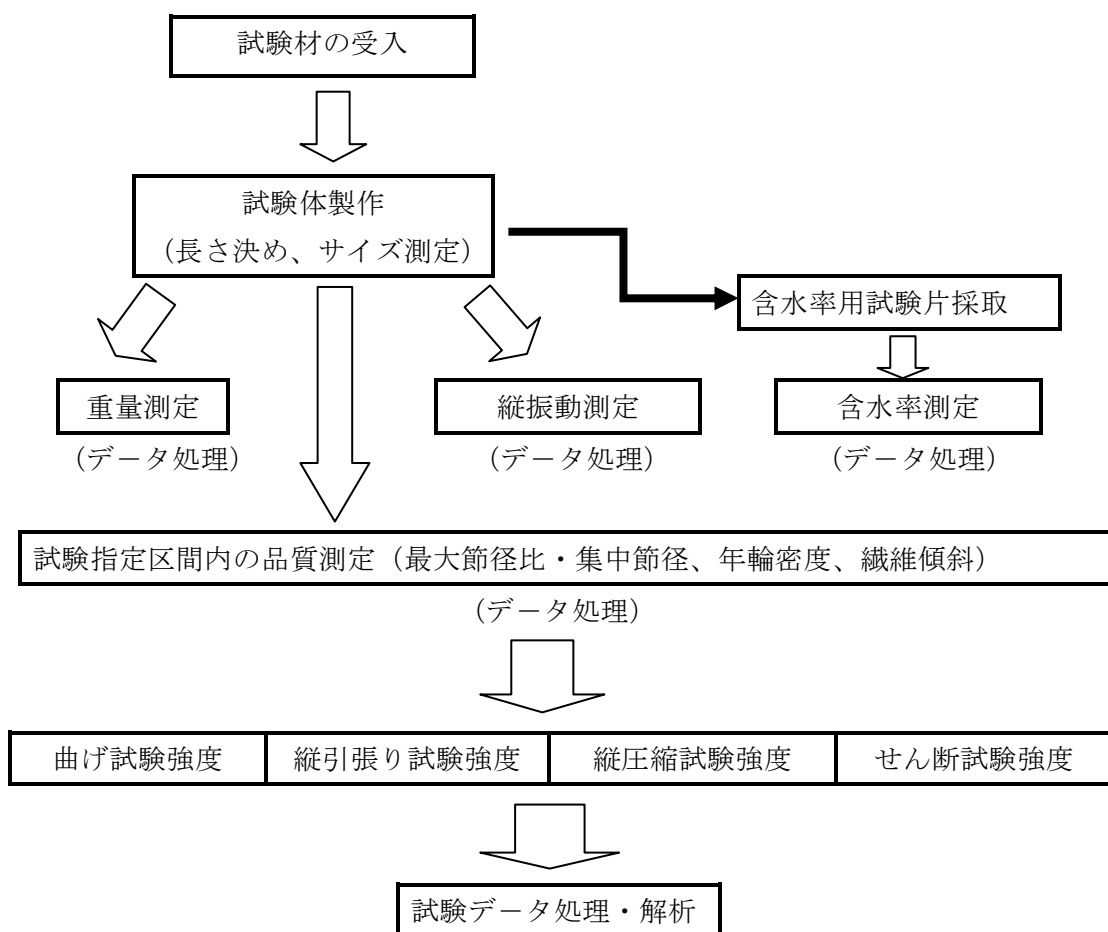 試験材の受入
試験体製作
（長さ決め、サイズ測定）
含水率用試験片採取
重量測定
縦振動測定
含水率測定
（データ処理）
（データ処理）
（データ処理）
試験指定区間内の品質測定（最大節径比・集中節径、年輪密度、繊維傾斜）
（データ処理）
曲げ試験強度
縦引張り試験強度
縦圧縮試験強度
せん断試験強度
試験データ処理・解析